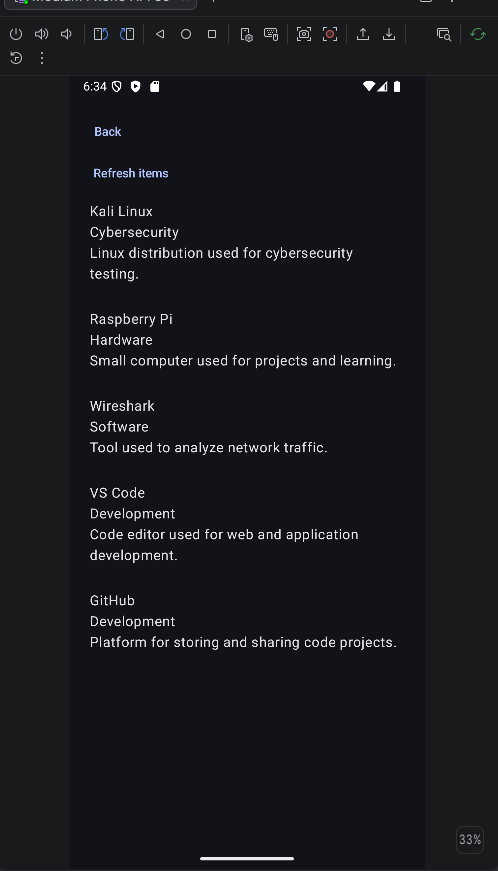 6:34
Back
Refresh items
Kali Linux
Cybersecurity
Linux distribution used for cybersecurity
testing.
Raspberry Pi
Hardware
Small computer used for projects and learning.
Wireshark
Software
Tool used to analyze network traffic.
VS Code
Development
Code editor used for web and application
development.
GitHub
Development
Platform for storing and sharing code projects.
33%